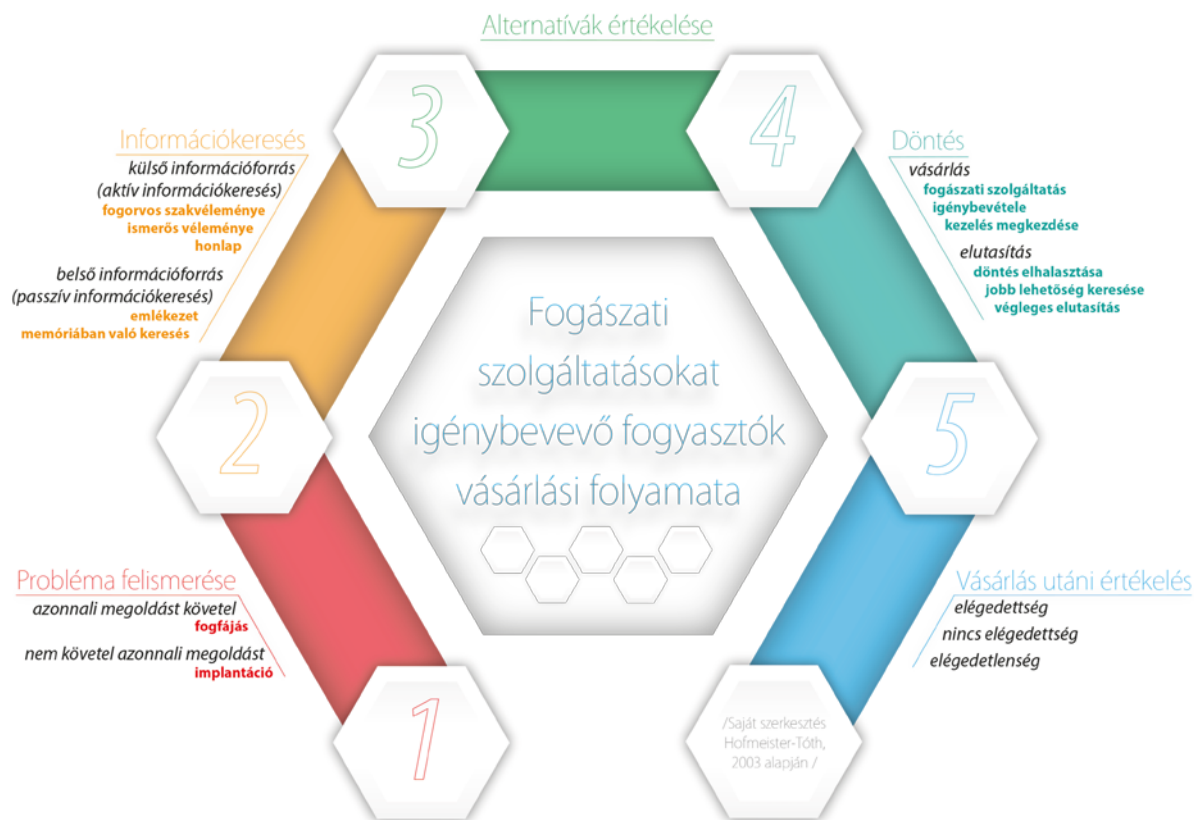 Alternatívák értékelése
3
4
Információkeresés
külső információforrás
(aktív információkeresés)
fogorvos szakvéleménye
ismerős véleménye
honlap
belső információforrás
(passzív információkeresés)
emlékezet
memóriában való keresés
Döntés
vásárlás
fogászati szolgáltatás
igénybevétele
kezelés megkezdése
elutasítás
döntés elhalasztása
jobb lehetőség keresése
végleges elutasítás
Fogászati
szolgáltatásokat
igénybevevő fogyasztók
vásárlási folyamata
2
5
Probléma felismerése
azonnali megoldást követel
fogfájás
nem követel azonnali megoldást
implantáció
Vásárlás utáni értékelés
elégedettség
nincs elégedettség
elégedetlenség
1
/Saját szerkesztés
Hofmeister-Tóth,
2003 alapján /